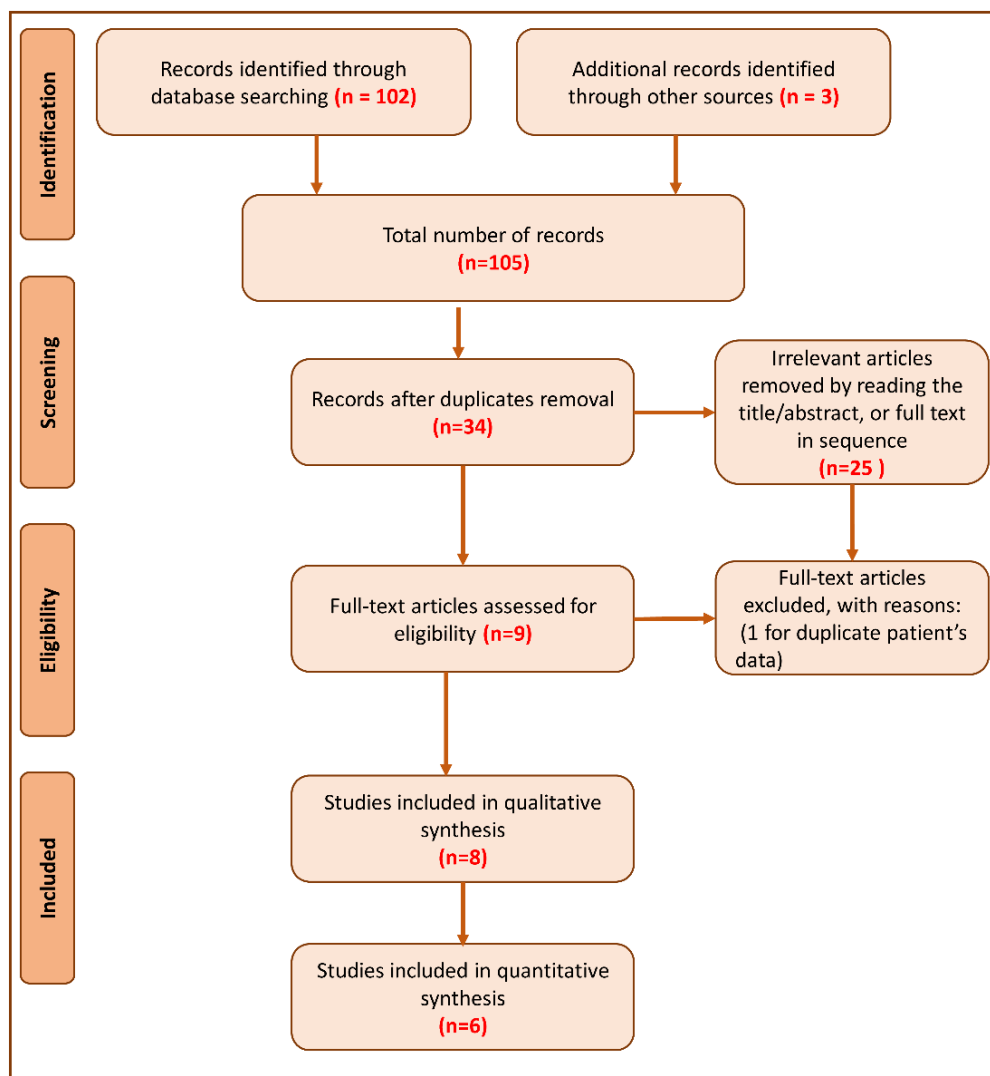 Identification
Records identified through
database searching (n = 102)
Additional records identified
through other sources (n = 3)
Total number of records
(n=105)
Screening
Records after duplicates removal
(n=34)
Irrelevant articles
removed by reading the
title/abstract, or full text
in sequence
(n=25 )
Eligibility
Full-text articles assessed for
eligibility (n=9)
Full-text articles
excluded, with reasons:
(1 for duplicate patient’s
data)
Included
Studies included in qualitative
synthesis
(n=8)
Studies included in quantitative
synthesis
(n=6)